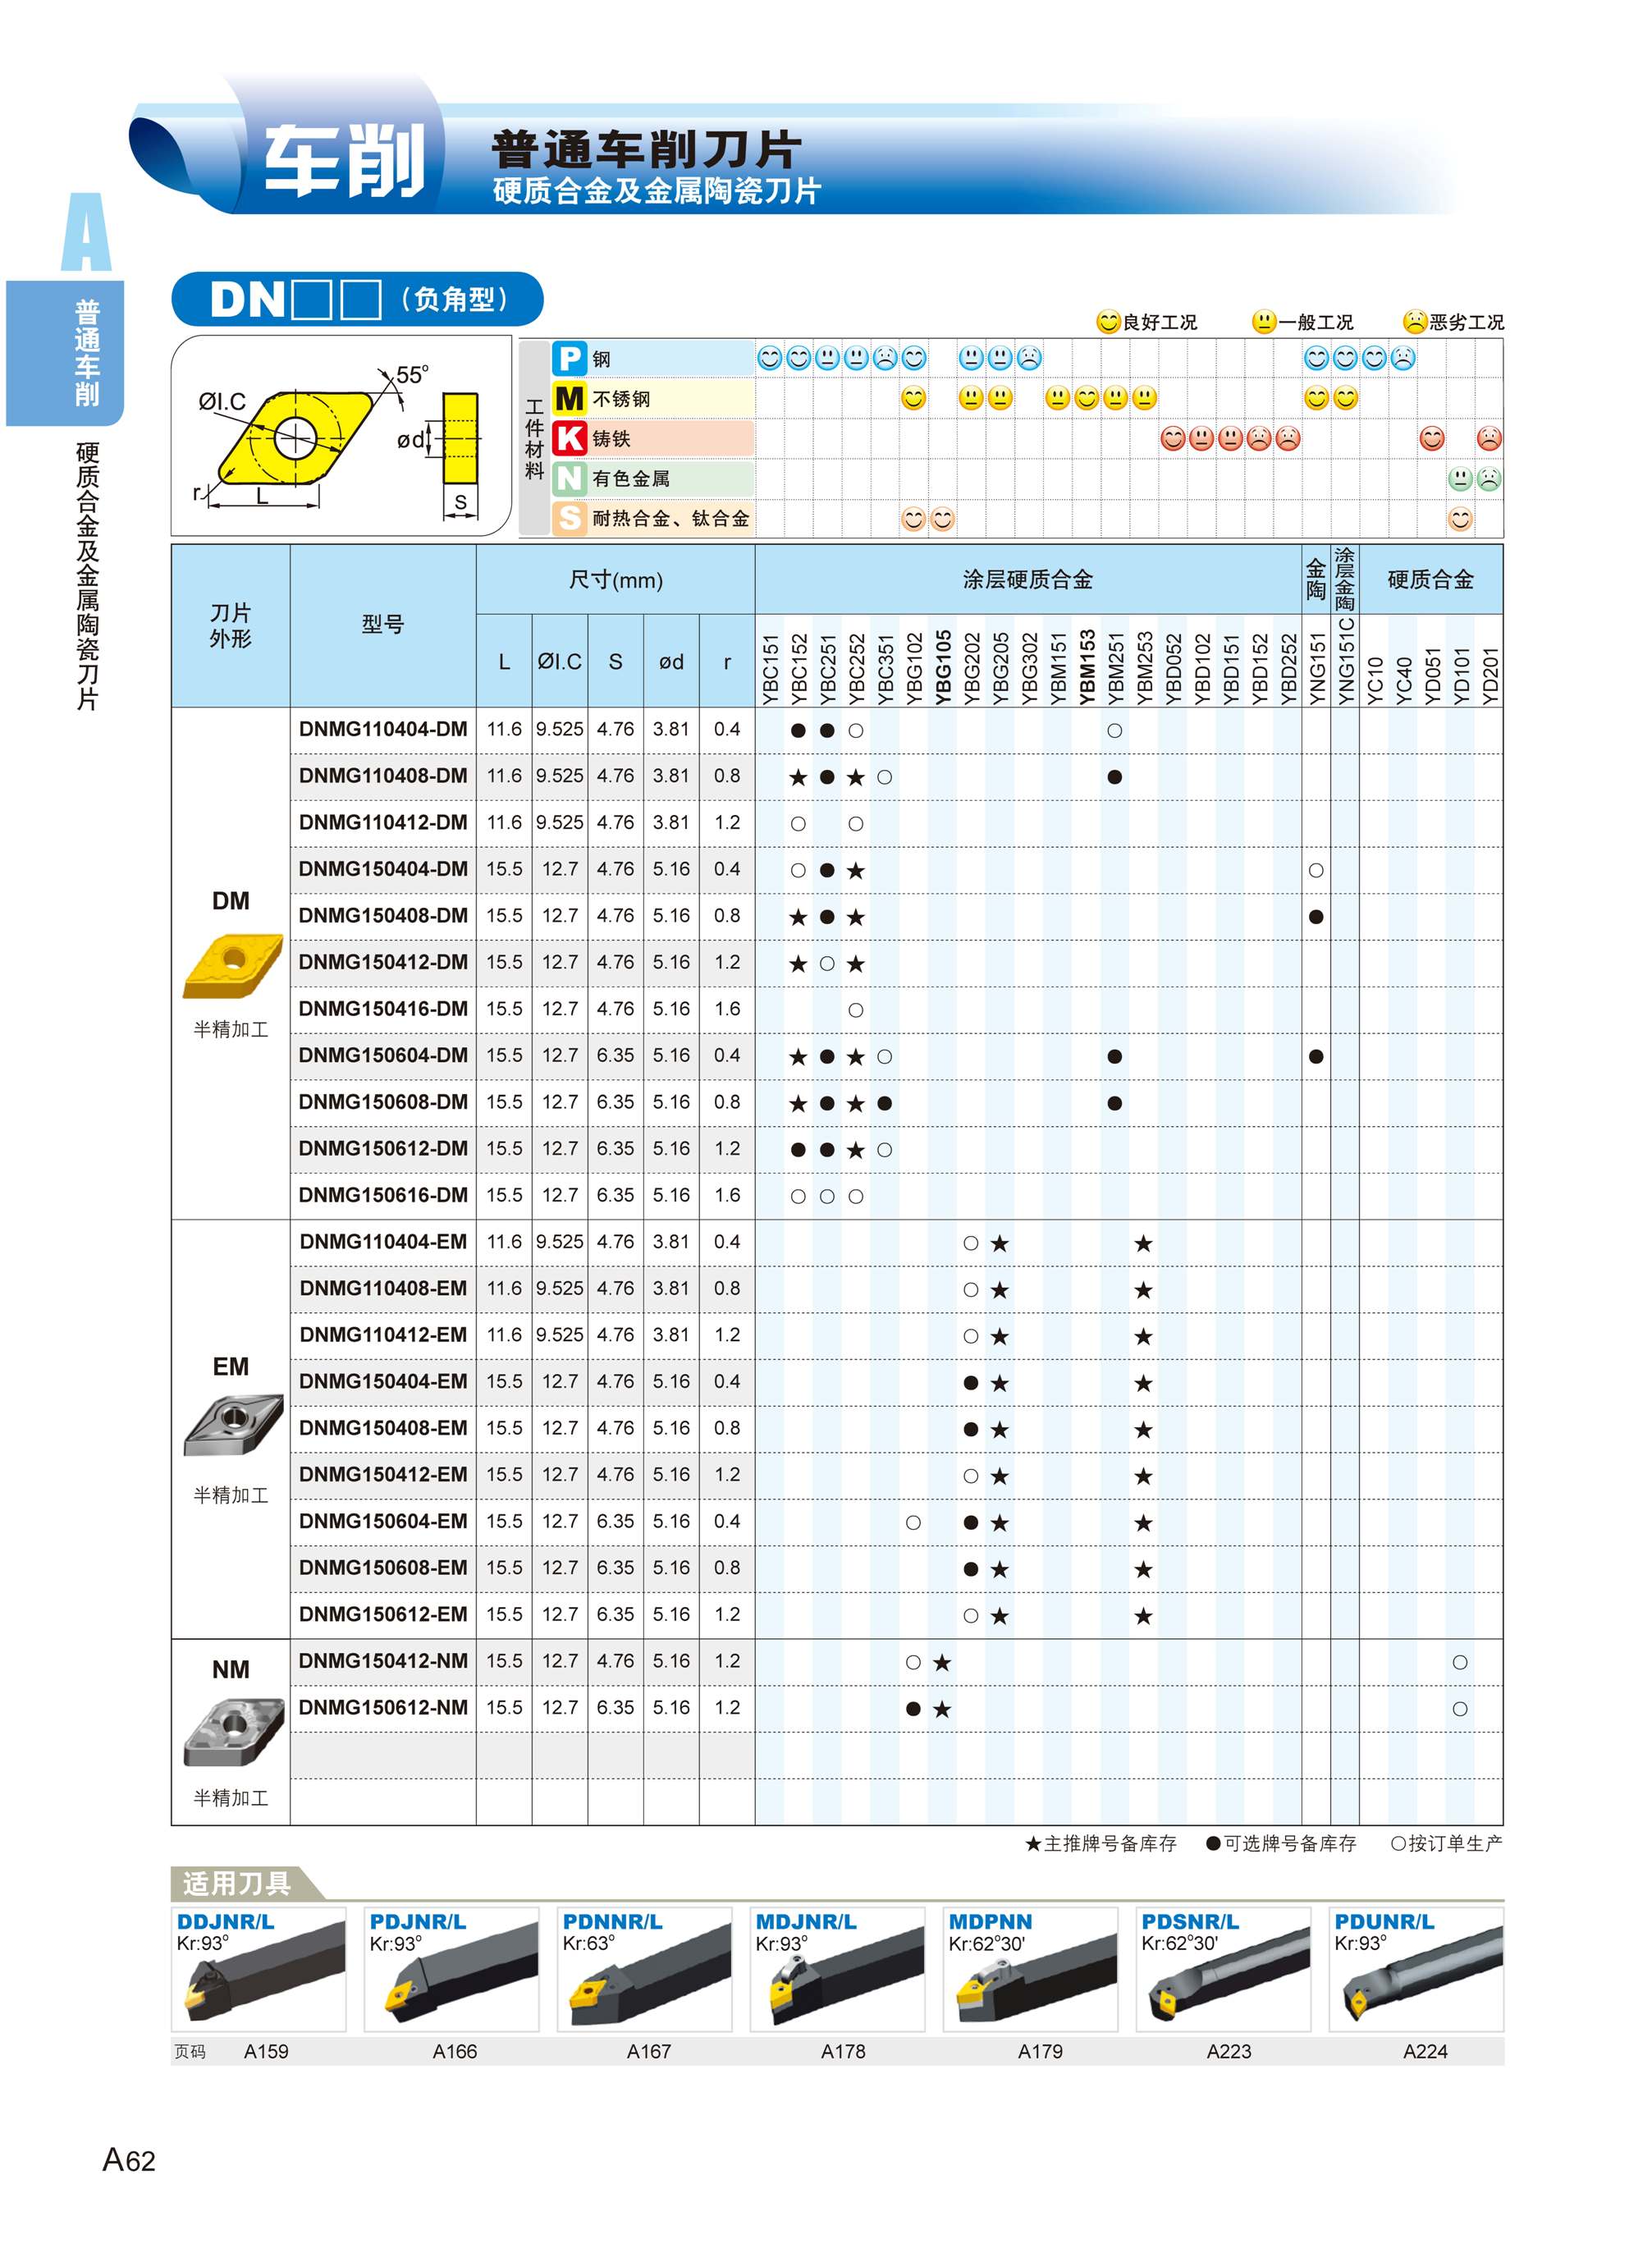 车削
普通车削刀片
硬质合金及金属陶瓷刀片
A
普通车削
硬质合金及金属陶瓷刀片
DN□□（负角型）
良好工况 一般工况 恶劣工况
55°
ØI.C
ød
r
L
S
工件材料
P 钢
M 不锈钢
K 铸铁
N 有色金属
S 耐热合金、钛合金
刀片外形 型号 尺寸(mm) 涂层硬质合金 金陶 涂层金陶 硬质合金
L ØI.C S ød r YBC151 YBC152 YBC251 YBC252 YBC351 YBG102 YBG105 YBG202 YBG205 YBG302 YBM151 YBM153 YBM251 YBM253 YBD052 YBD102 YBD151 YBD152 YBD252 YNG151 YNG151C YC10 YC40 YD051 YD101 YD201
DM
半精加工
DNMG110404-DM 11.6 9.525 4.76 3.81 0.4 ● ● ○ ○
DNMG110408-DM 11.6 9.525 4.76 3.81 0.8 ★ ● ★ ○ ●
DNMG110412-DM 11.6 9.525 4.76 3.81 1.2 ○ ○
DNMG150404-DM 15.5 12.7 4.76 5.16 0.4 ○ ● ★ ○
DNMG150408-DM 15.5 12.7 4.76 5.16 0.8 ★ ● ★ ●
DNMG150412-DM 15.5 12.7 4.76 5.16 1.2 ★ ○ ★
DNMG150416-DM 15.5 12.7 4.76 5.16 1.6 ○
DNMG150604-DM 15.5 12.7 6.35 5.16 0.4 ★ ● ★ ○ ● ●
DNMG150608-DM 15.5 12.7 6.35 5.16 0.8 ★ ● ★ ● ●
DNMG150612-DM 15.5 12.7 6.35 5.16 1.2 ● ● ★ ○
DNMG150616-DM 15.5 12.7 6.35 5.16 1.6 ○ ○ ○
EM
半精加工
DNMG110404-EM 11.6 9.525 4.76 3.81 0.4 ○ ★ ★
DNMG110408-EM 11.6 9.525 4.76 3.81 0.8 ○ ★ ★
DNMG110412-EM 11.6 9.525 4.76 3.81 1.2 ○ ★ ★
DNMG150404-EM 15.5 12.7 4.76 5.16 0.4 ● ★ ★
DNMG150408-EM 15.5 12.7 4.76 5.16 0.8 ● ★ ★
DNMG150412-EM 15.5 12.7 4.76 5.16 1.2 ○ ★ ★
DNMG150604-EM 15.5 12.7 6.35 5.16 0.4 ○ ● ★ ★
DNMG150608-EM 15.5 12.7 6.35 5.16 0.8 ● ★ ★
DNMG150612-EM 15.5 12.7 6.35 5.16 1.2 ○ ★ ★
NM
半精加工
DNMG150412-NM 15.5 12.7 4.76 5.16 1.2 ○ ★ ○
DNMG150612-NM 15.5 12.7 6.35 5.16 1.2 ● ★ ○
★主推牌号备库存 ●可选牌号备库存 ○按订单生产
适用刀具
DDJNR/L PDJNR/L PDNNR/L MDJNR/L MDPNN PDSNR/L PDUNR/L
Kr:93° Kr:93° Kr:63° Kr:93° Kr:62°30' Kr:62°30' Kr:93°
页码 A159 A166 A167 A178 A179 A223 A224
A62